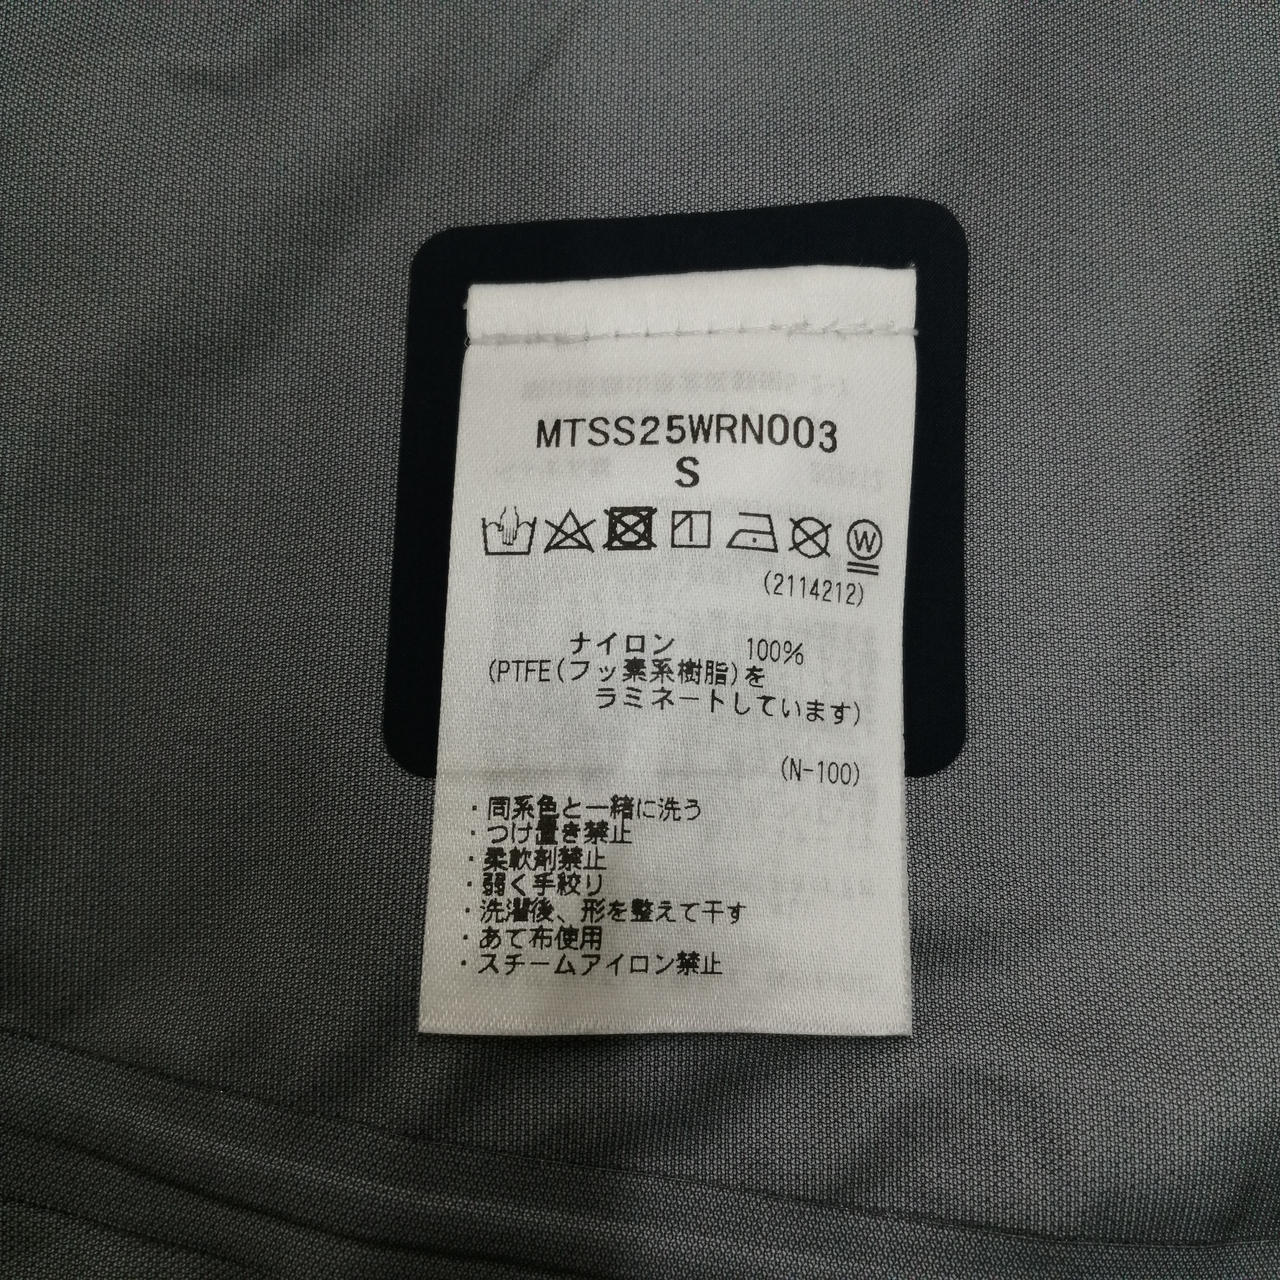 MTSS25WRN003
S
W
(2114212)
ナイロン 100%
(PTFE(フッ素系樹脂)を
ラミネートしています)
(N-100)
・同系色と一緒に洗う
・つけ置き禁止
・柔軟剤禁止
・弱く手絞り
・洗濯後、形を整えて干す
・あて布使用
・スチームアイロン禁止